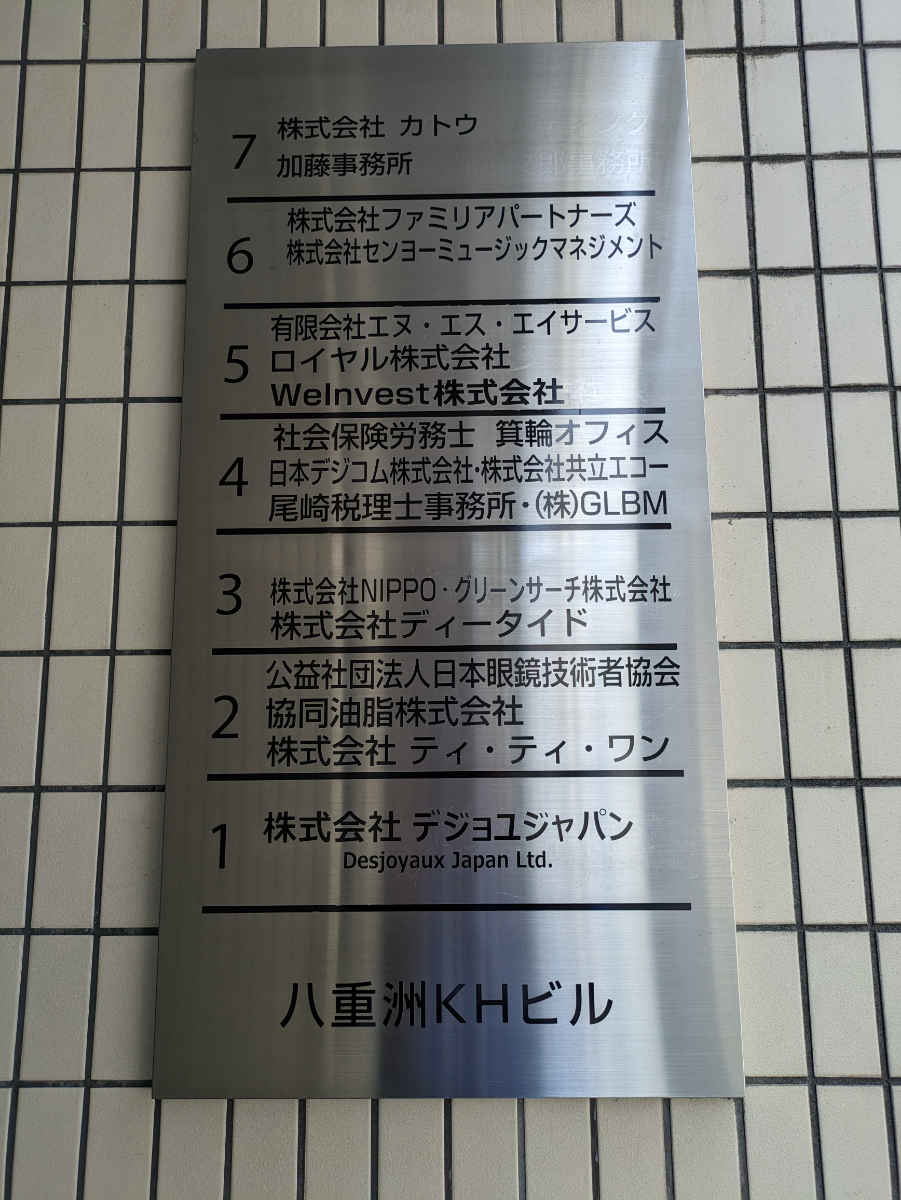 7
株式会社 カトウ
加藤事務所
6
株式会社ファミリアパートナーズ
株式会社センヨーミュージックマネジメント
5
有限会社エヌ・エス・エイサービス
ロイヤル株式会社
WeInvest株式会社
4
社会保険労務士 箕輪オフィス
日本デジコム株式会社・株式会社共立エコー
尾崎税理士事務所・(株)GLBM
3
株式会社NIPPO・グリーンサーチ株式会社
株式会社ディータイド
2
公益社団法人日本眼鏡技術者協会
協同油脂株式会社
株式会社 ティ・ティ・ワン
1
株式会社 デジョユジャパン
Desjoyaux Japan Ltd.
八重洲KHビル